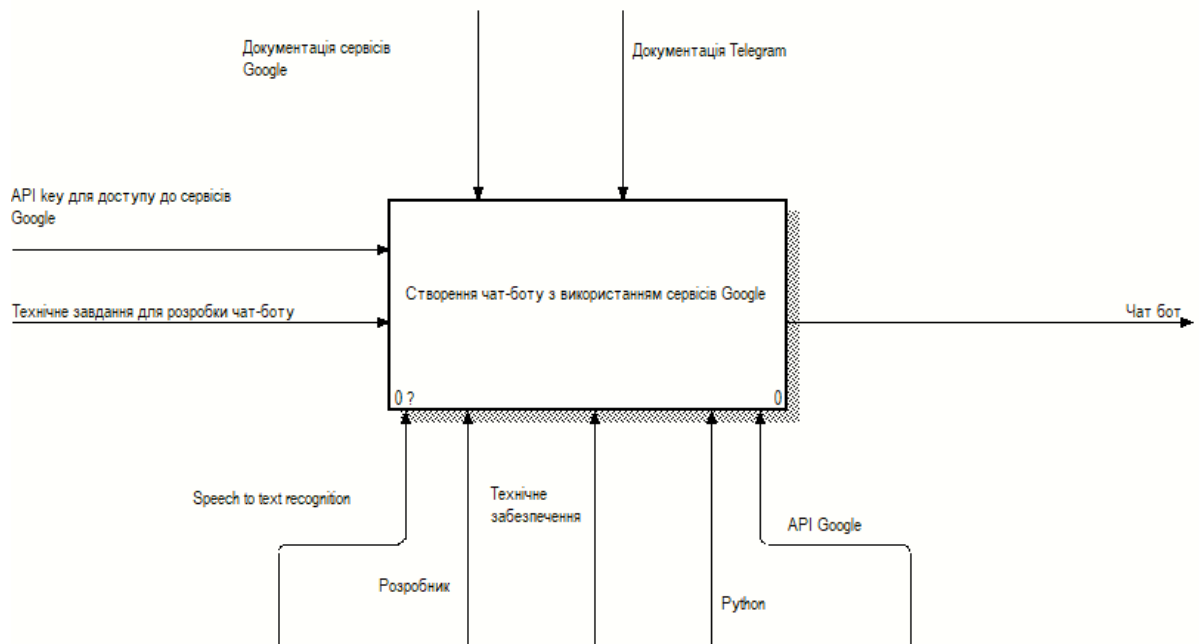 Документація сервісів
Google
Документація Telegram
API key для доступу до сервісів
Google
Створення чат-боту з використанням сервісів Google
Технічне завдання для розробки чат-боту
Чат бот
0 ?
0
Speech to text recognition
Технічне
забезпечення
API Google
Розробник
Python